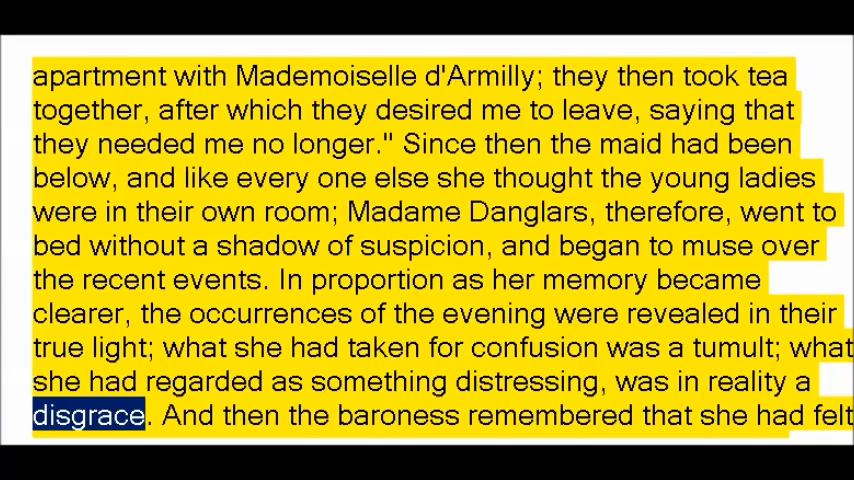 apartment with Mademoiselle d'Armilly; they then took tea
together, after which they desired me to leave, saying that
they needed me no longer." Since then the maid had been
below, and like every one else she thought the young ladies
were in their own room; Madame Danglars, therefore, went to
bed without a shadow of suspicion, and began to muse over
the recent events. In proportion as her memory became
clearer, the occurrences of the evening were revealed in their
true light; what she had taken for confusion was a tumult; what
she had regarded as something distressing, was in reality a
disgrace. And then the baroness remembered that she had felt